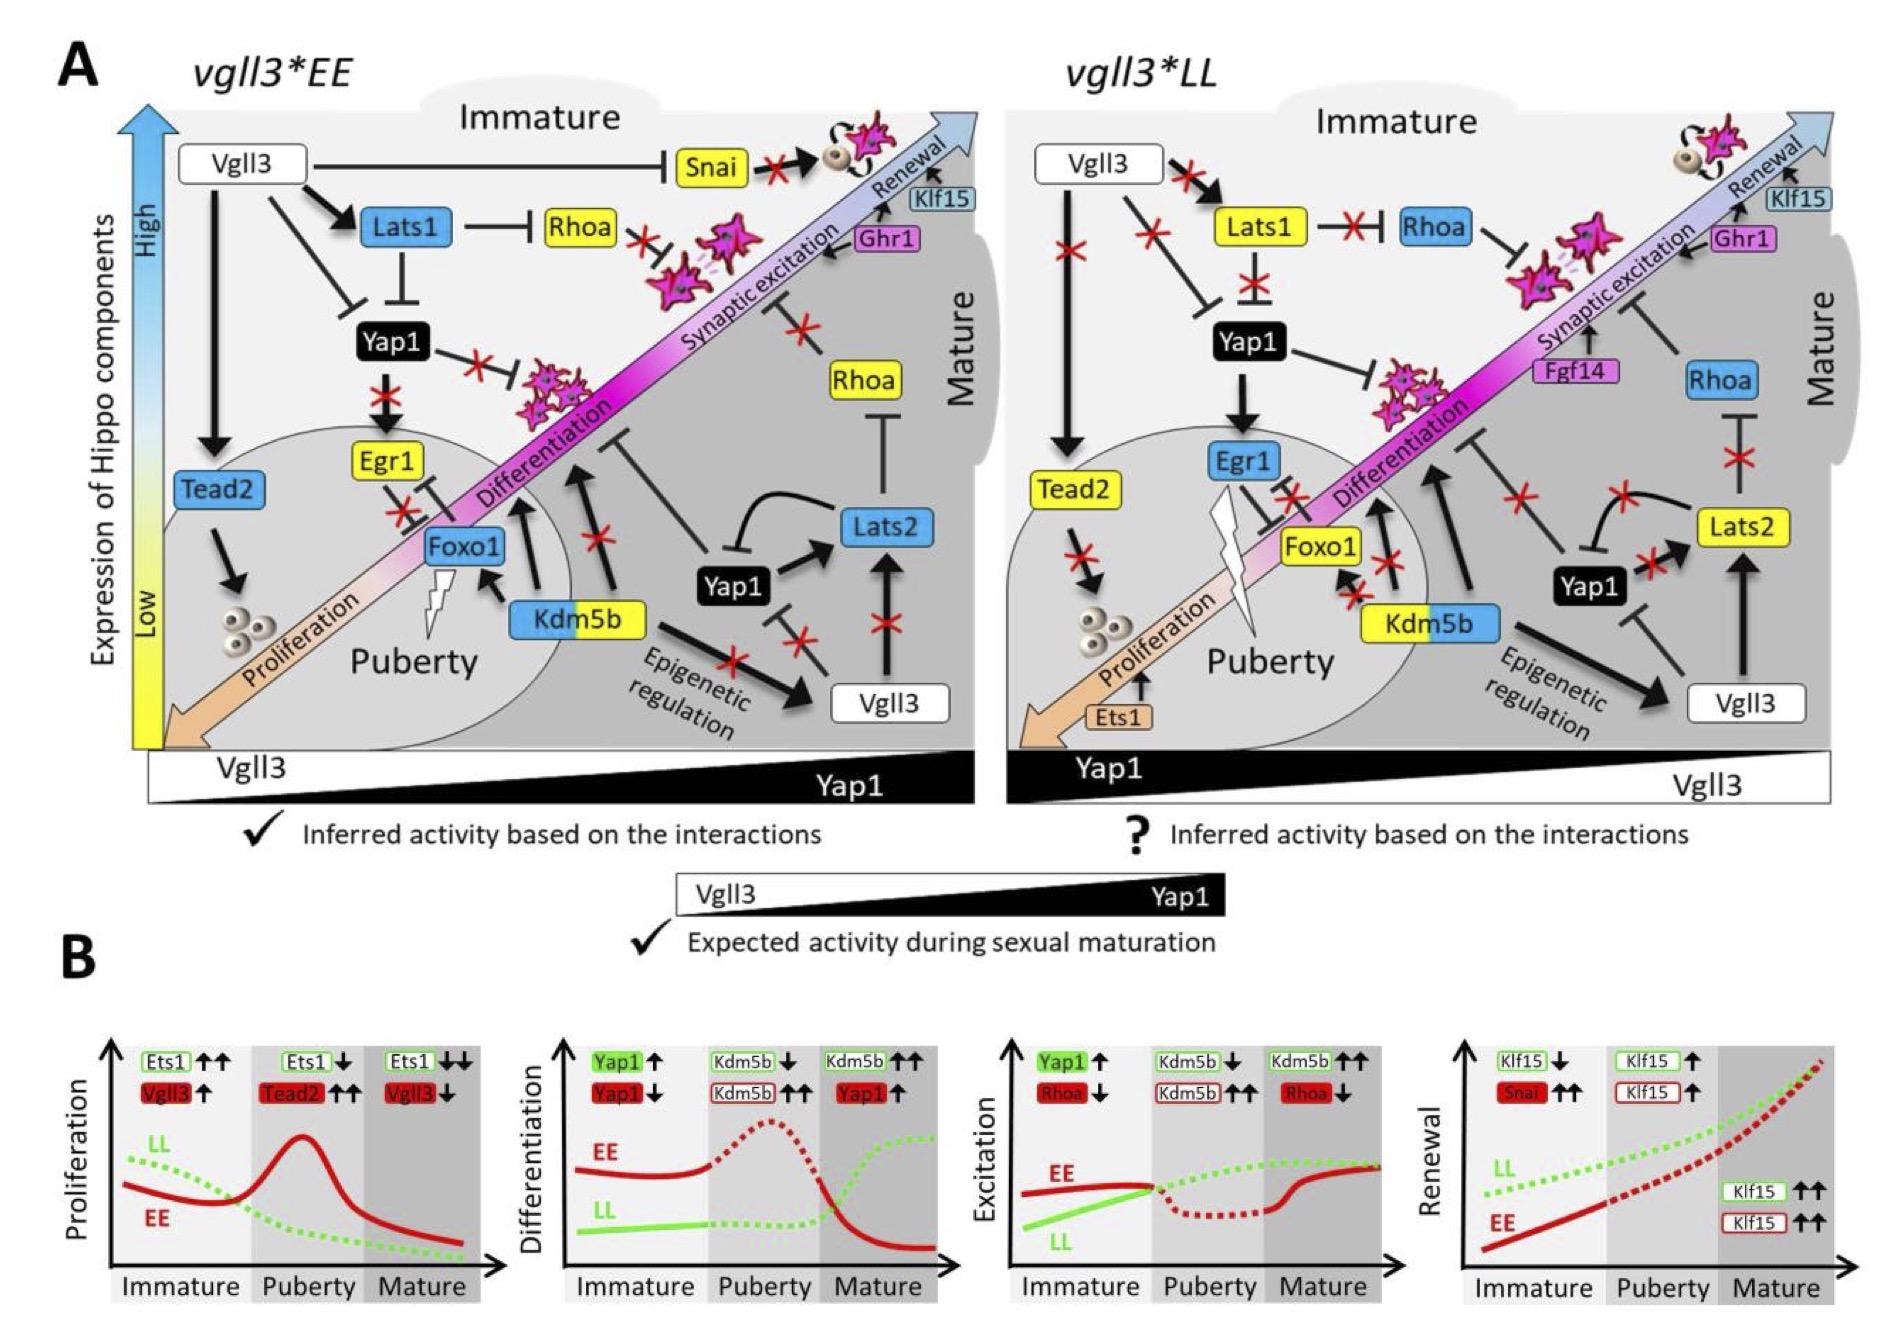 A
vgll3*EE
vgll3*LL
Expression of Hippo components
High
Low
Immature
Vgll3
Snai
Renewal
Klf15
Lats1
Rhoa
Ghr1
Synaptic excitation
Yap1
Mature
Rhoa
Egr1
Differentiation
Tead2
Foxo1
Lats2
Yap1
Kdm5b
Proliferation
Puberty
Epigenetic
regulation
Vgll3
Vgll3
Yap1
Inferred activity based on the interactions
Immature
Vgll3
Renewal
Klf15
Lats1
Rhoa
Ghr1
Synaptic excitation
Yap1
Fgf14
Mature
Rhoa
Egr1
Differentiation
Tead2
Foxo1
Lats2
Yap1
Kdm5b
Proliferation
Puberty
Epigenetic
regulation
Ets1
Vgll3
Yap1
Vgll3
? Inferred activity based on the interactions
Vgll3
Yap1
Expected activity during sexual maturation
B
Proliferation
Ets1 Ets1 Ets1
Vgll3 Tead2 Vgll3
LL
EE
Immature Puberty Mature
Differentiation
Yap1 Kdm5b Kdm5b
Yap1 Kdm5b Yap1
EE
LL
Immature Puberty Mature
Excitation
Yap1 Kdm5b Kdm5b
Rhoa Kdm5b Rhoa
EE
LL
Immature Puberty Mature
Renewal
Klf15 Klf15
Snai Klf15
LL
EE
Klf15
Klf15
Immature Puberty Mature